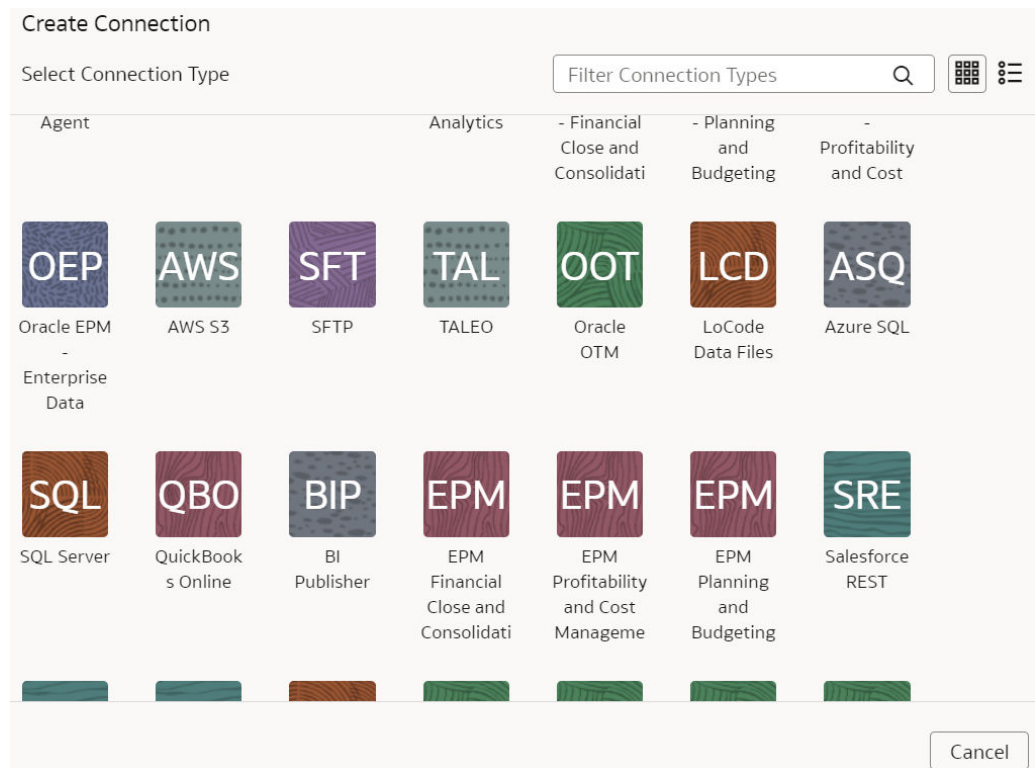 Create Connection
Select Connection Type
Filter Connection Types
Agent
Analytics
- Financial
Close and
Consolidati
- Planning
and
Budgeting
-
Profitability
and Cost
OEP
AWS
SFT
TAL
OOT
LCD
ASQ
Oracle EPM
-
Enterprise
Data
AWS S3
SFTP
TALEO
Oracle
OTM
LoCode
Data Files
Azure SQL
SQL
QBO
BIP
EPM
EPM
EPM
SRE
SQL Server
QuickBook
s Online
BI
Publisher
EPM
Financial
Close and
Consolidati
EPM
Profitability
and Cost
Manageme
EPM
Planning
and
Budgeting
Salesforce
REST
Cancel